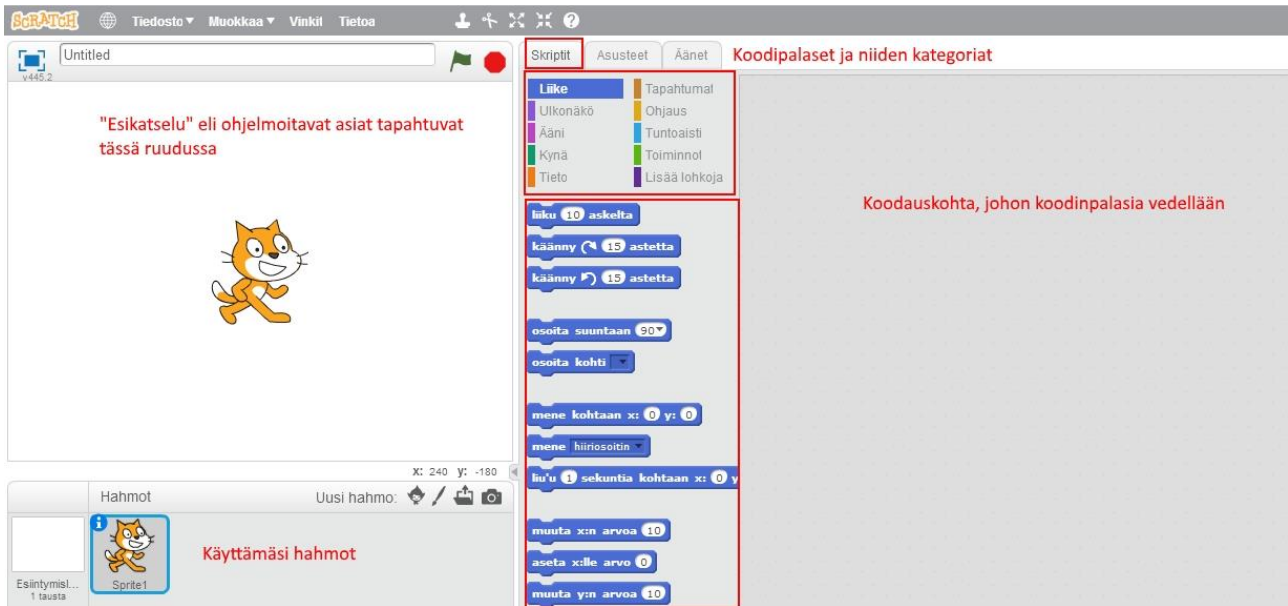 SCRATCH Tiedosto Muokkaa Vinkit Tietoa
Untitled
v445.2
"Esikatselu" eli ohjelmoitavat asiat tapahtuvat
tässä ruudussa
x: 240 y: -180
Hahmot Uusi hahmo:
Käyttämäsi hahmot
Esiintymisl...
1 tausta
Sprite1
Skriptit Asusteet Äänet
Koodipalaset ja niiden kategoriat
Liike Tapahtumat
Ulkonäkö Ohjaus
Ääni Tuntoaisti
Kynä Toiminnot
Tieto Lisää lohkoja
liiku 10 askelta
käänny 15 astetta
käänny 15 astetta
osoita suuntaan 90
osoita kohti
mene kohtaan x: 0 y: 0
mene hiiriosoitin
liu'u 1 sekuntia kohtaan x: 0 y
muuta x:n arvoa 10
aseta x:lle arvo 0
muuta y:n arvoa 10
Koodauskohta, johon koodinpalasia vedellään